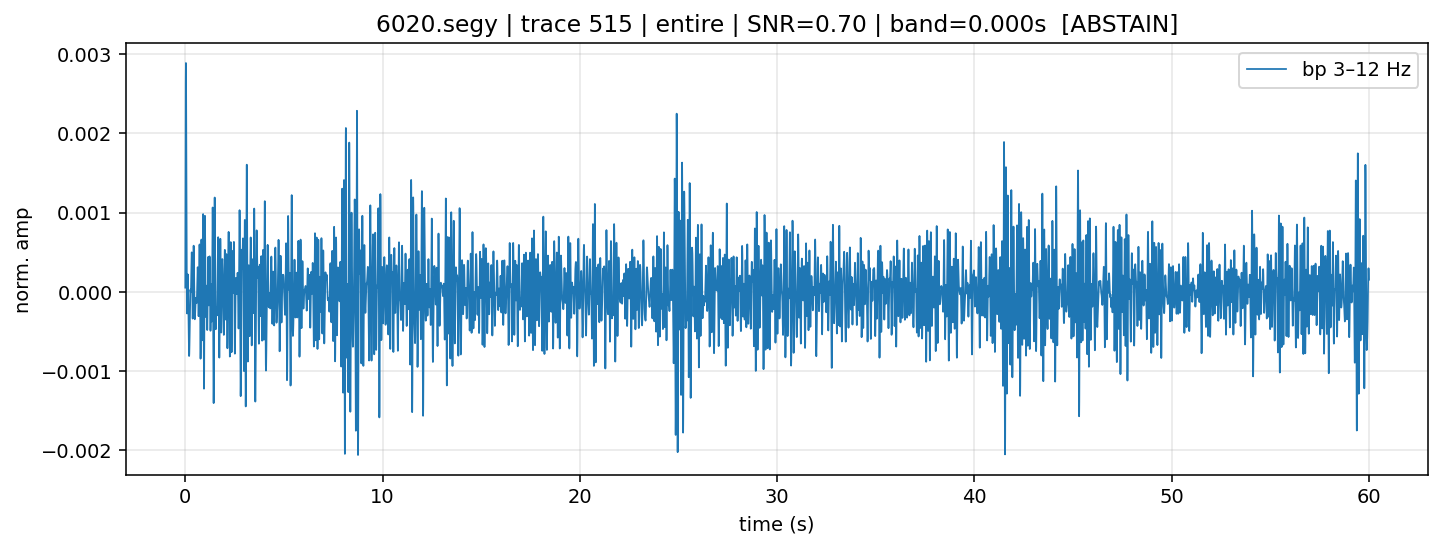 6020.segy | trace 515 | entire | SNR=0.70 | band=0.000s  [ABSTAIN]
bp 3–12 Hz
norm. amp
0.003
0.002
0.001
0.000
−0.001
−0.002
0 10 20 30 40 50 60
time (s)